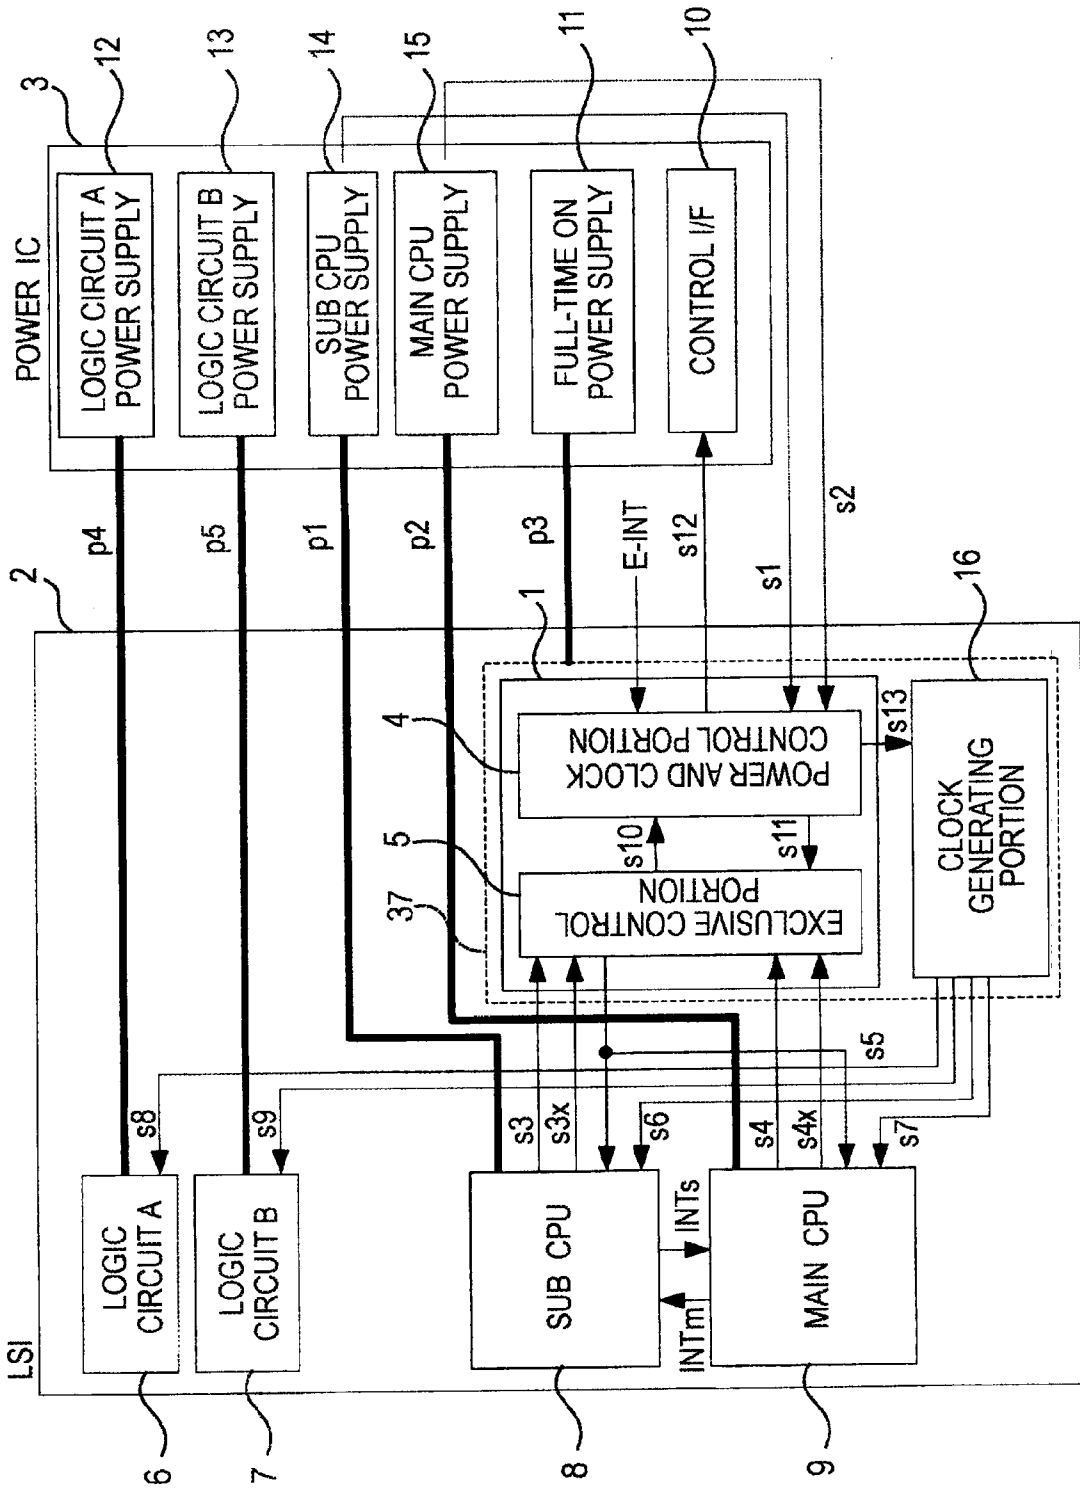 LSI
2
POWER IC
3
LOGIC
CIRCUIT A
6
s8
p4
LOGIC CIRCUIT A
POWER SUPPLY
12
LOGIC
CIRCUIT B
7
s9
p5
LOGIC CIRCUIT B
POWER SUPPLY
13
p1
SUB CPU
POWER SUPPLY
14
p2
MAIN CPU
POWER SUPPLY
15
p3
FULL-TIME ON
POWER SUPPLY
11
CONTROL I/F
10
SUB CPU
8
s3
s3x
s6
INTm
INTs
MAIN CPU
9
s4
s4x
s5
s7
37
5
EXCLUSIVE CONTROL
PORTION
s10
s11
4
POWER AND CLOCK
CONTROL PORTION
1
E-INT
s12
s1
s2
s13
CLOCK
GENERATING
PORTION
16